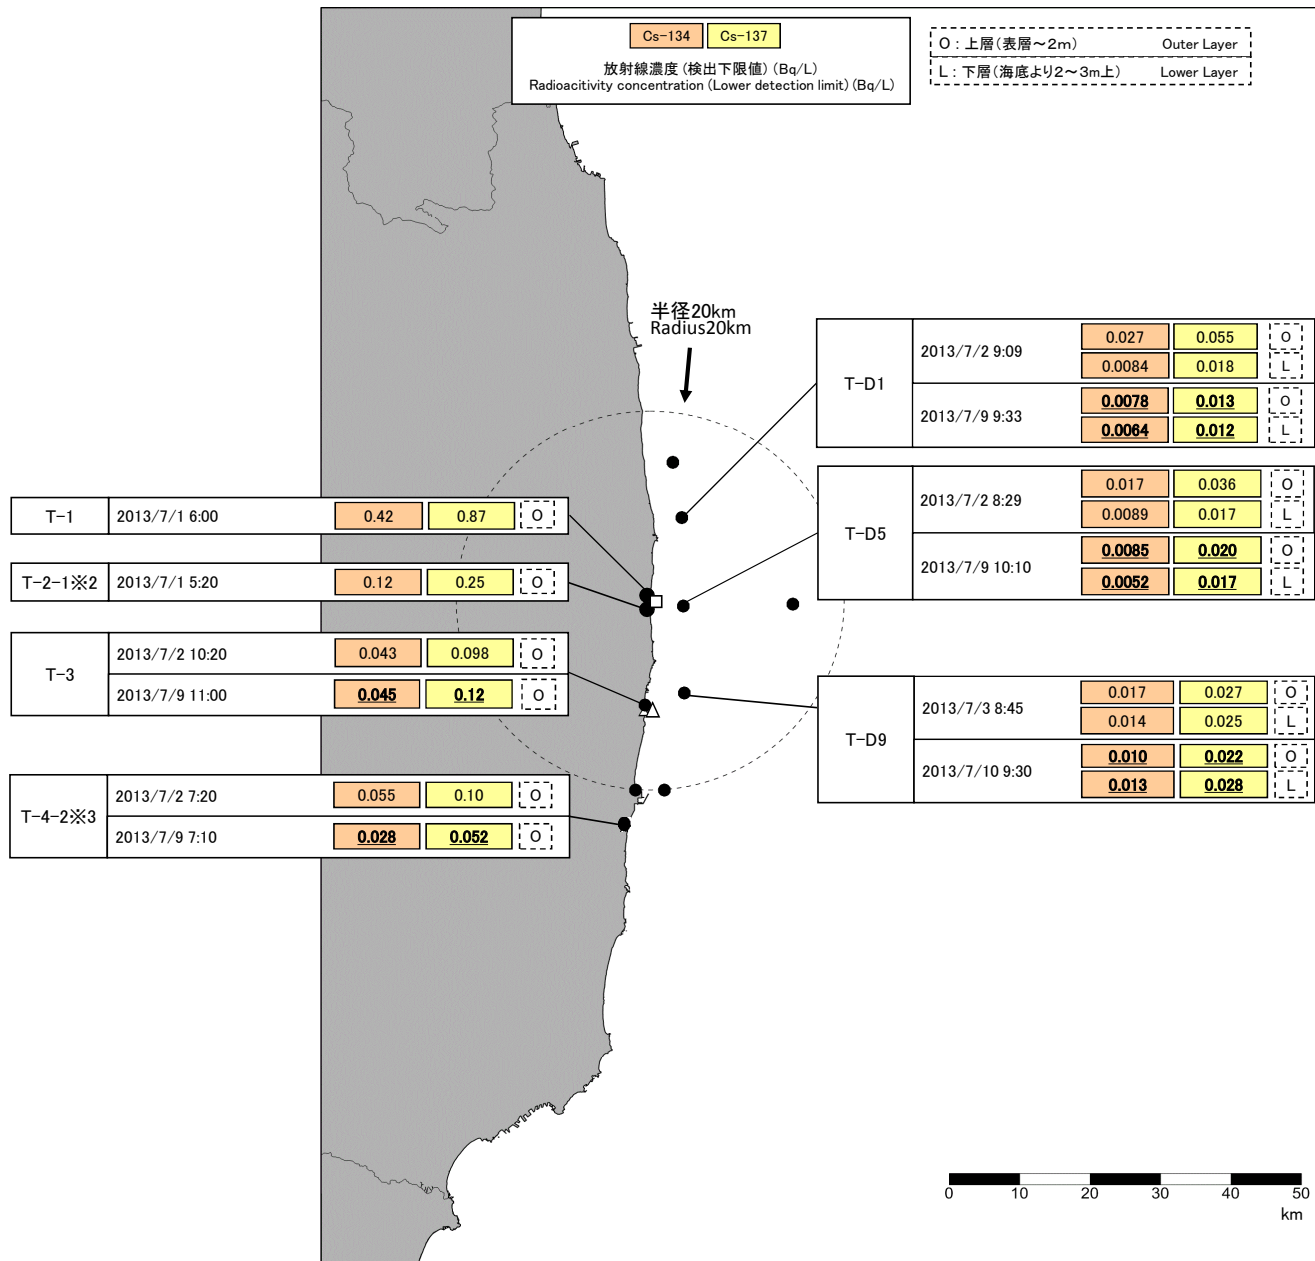 Cs-134 Cs-137
放射線濃度(検出下限値)(Bq/L)
Radioacitivity concentration(Lower detection limit)(Bq/L)
O：上層(表層～2m) Outer Layer
L：下層(海底より2～3m上) Lower Layer
半径20km
Radius20km
T-1 2013/7/1 6:00 0.42 0.87 O
T-2-1※2 2013/7/1 5:20 0.12 0.25 O
T-3
2013/7/2 10:20 0.043 0.098 O
2013/7/9 11:00 0.045 0.12 O
T-4-2※3
2013/7/2 7:20 0.055 0.10 O
2013/7/9 7:10 0.028 0.052 O
T-D1
2013/7/2 9:09
0.027 0.055 O
0.0084 0.018 L
2013/7/9 9:33
0.0078 0.013 O
0.0064 0.012 L
T-D5
2013/7/2 8:29
0.017 0.036 O
0.0089 0.017 L
2013/7/9 10:10
0.0085 0.020 O
0.0052 0.017 L
T-D9
2013/7/3 8:45
0.017 0.027 O
0.014 0.025 L
2013/7/10 9:30
0.010 0.022 O
0.013 0.028 L
0 10 20 30 40 50
km